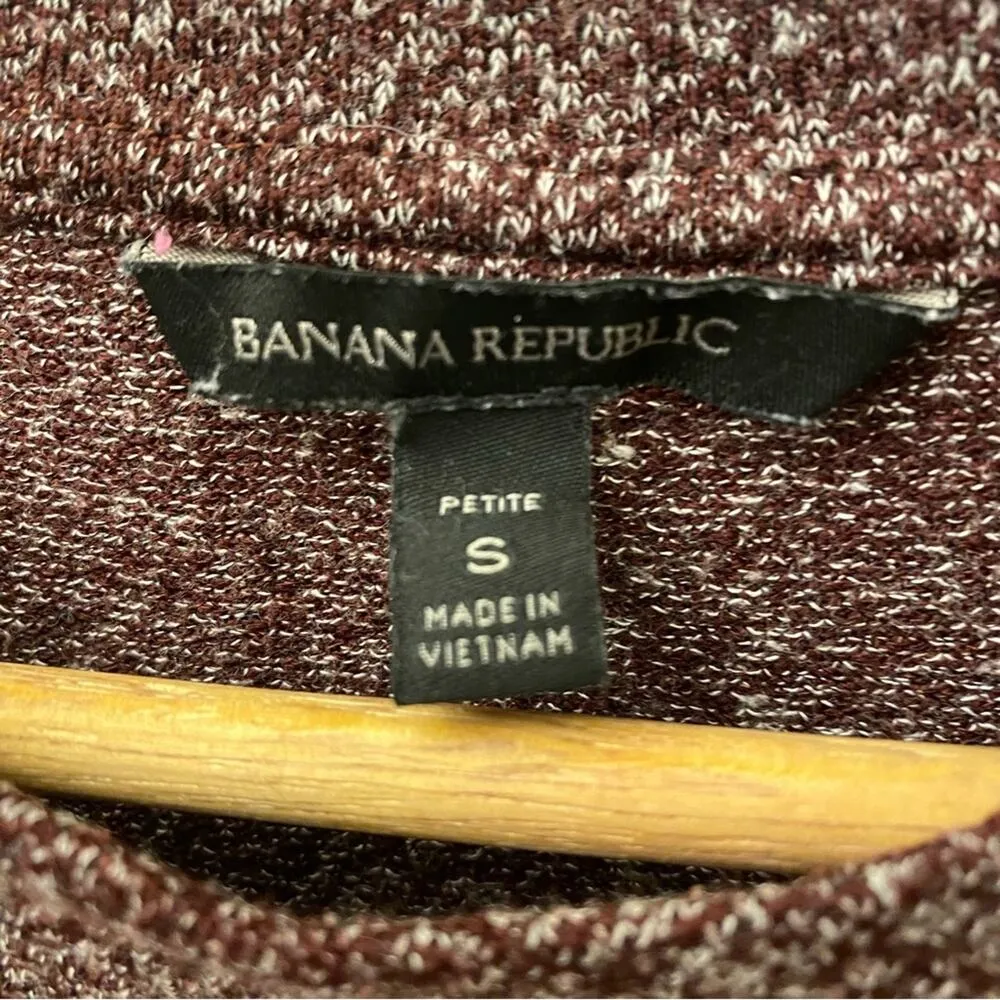 BANANA REPUBLIC
PETITE
S
MADE IN
VIETNAM